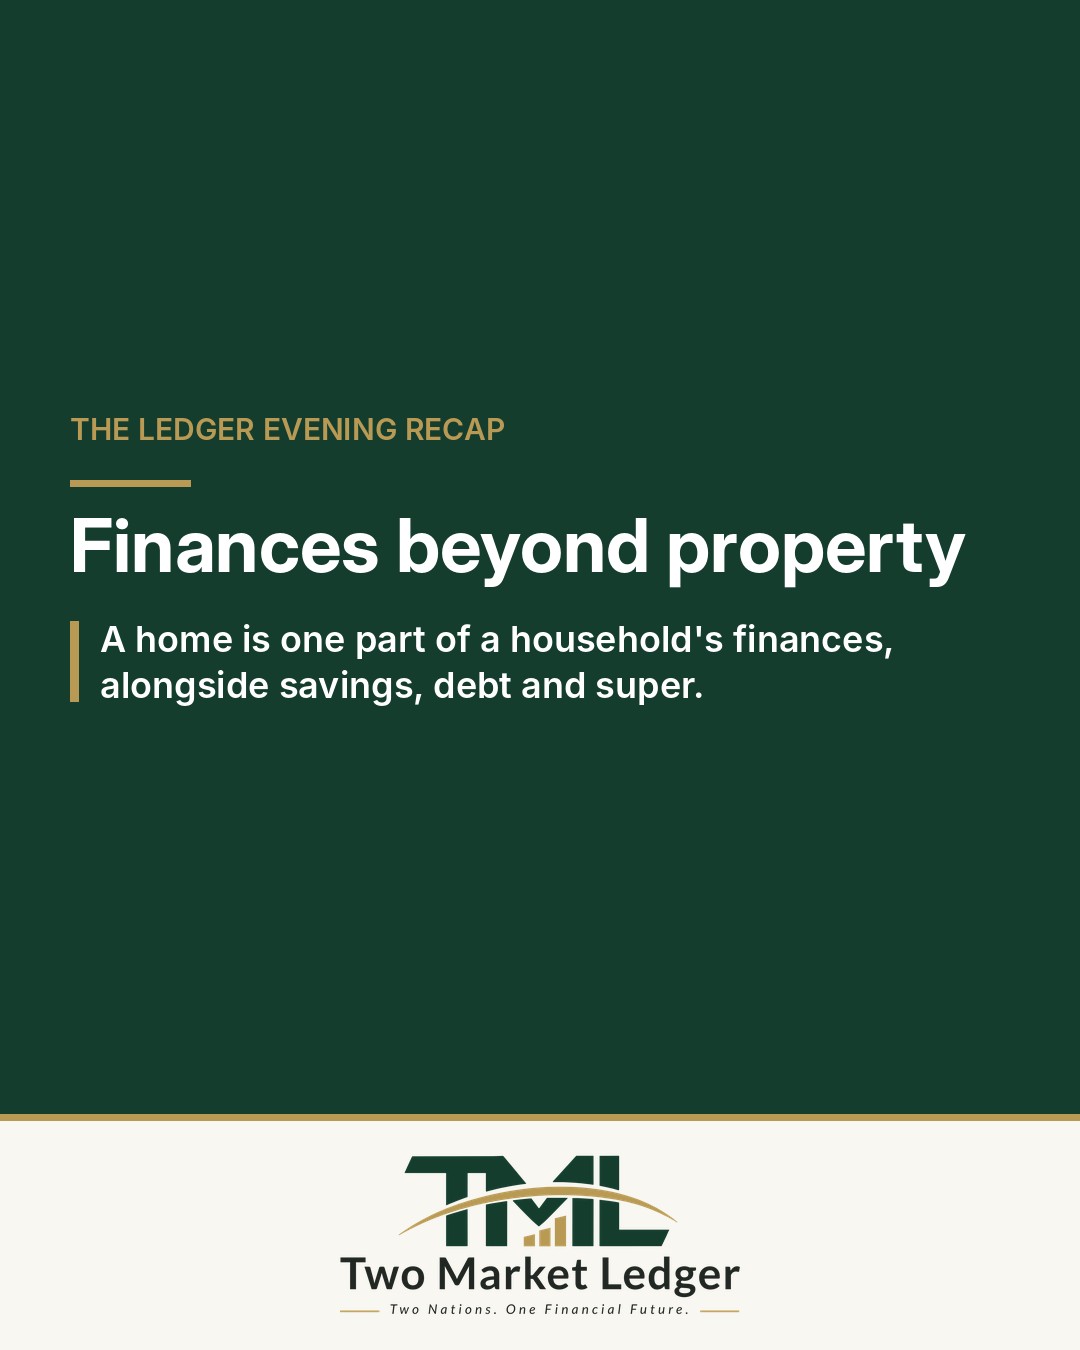 THE LEDGER EVENING RECAP
Finances beyond property
A home is one part of a household's finances,
alongside savings, debt and super.
TML
Two Market Ledger
Two Nations. One Financial Future.